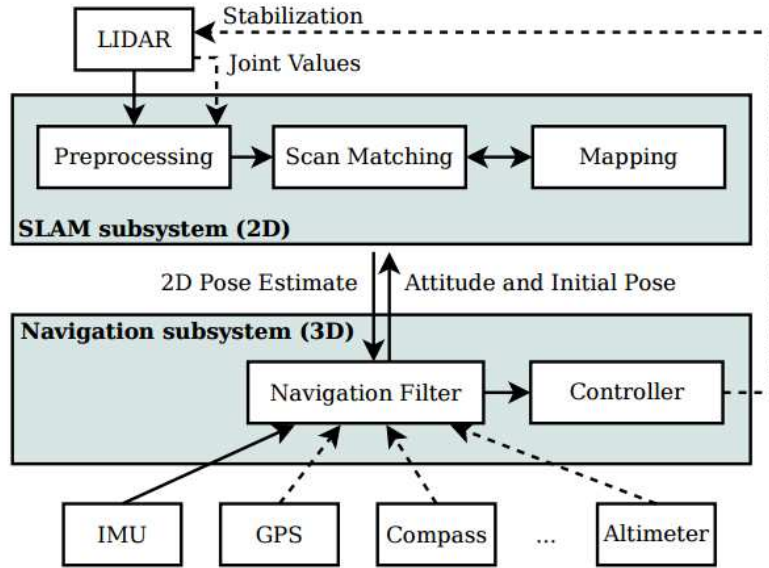 Stabilization
LIDAR
Joint Values
Preprocessing
Scan Matching
Mapping
SLAM subsystem (2D)
2D Pose Estimate
Attitude and Initial Pose
Navigation subsystem (3D)
Navigation Filter
Controller
IMU
GPS
Compass
...
Altimeter